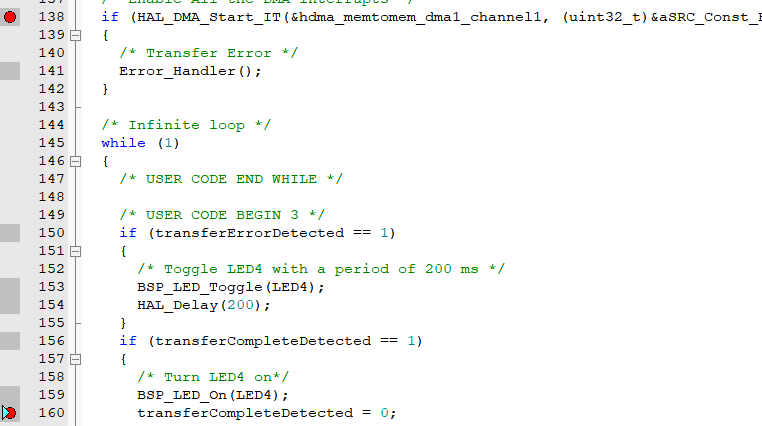 137 /* Enable All the DMA interrupts */
138 if (HAL_DMA_Start_IT(&hdma_memtomem_dma1_channel1, (uint32_t)&aSRC_Const_
139 {
140 /* Transfer Error */
141 Error_Handler();
142 }
143
144 /* Infinite loop */
145 while (1)
146 {
147 /* USER CODE END WHILE */
148
149 /* USER CODE BEGIN 3 */
150 if (transferErrorDetected == 1)
151 {
152 /* Toggle LED4 with a period of 200 ms */
153 BSP_LED_Toggle(LED4);
154 HAL_Delay(200);
155 }
156 if (transferCompleteDetected == 1)
157 {
158 /* Turn LED4 on*/
159 BSP_LED_On(LED4);
160 transferCompleteDetected = 0;